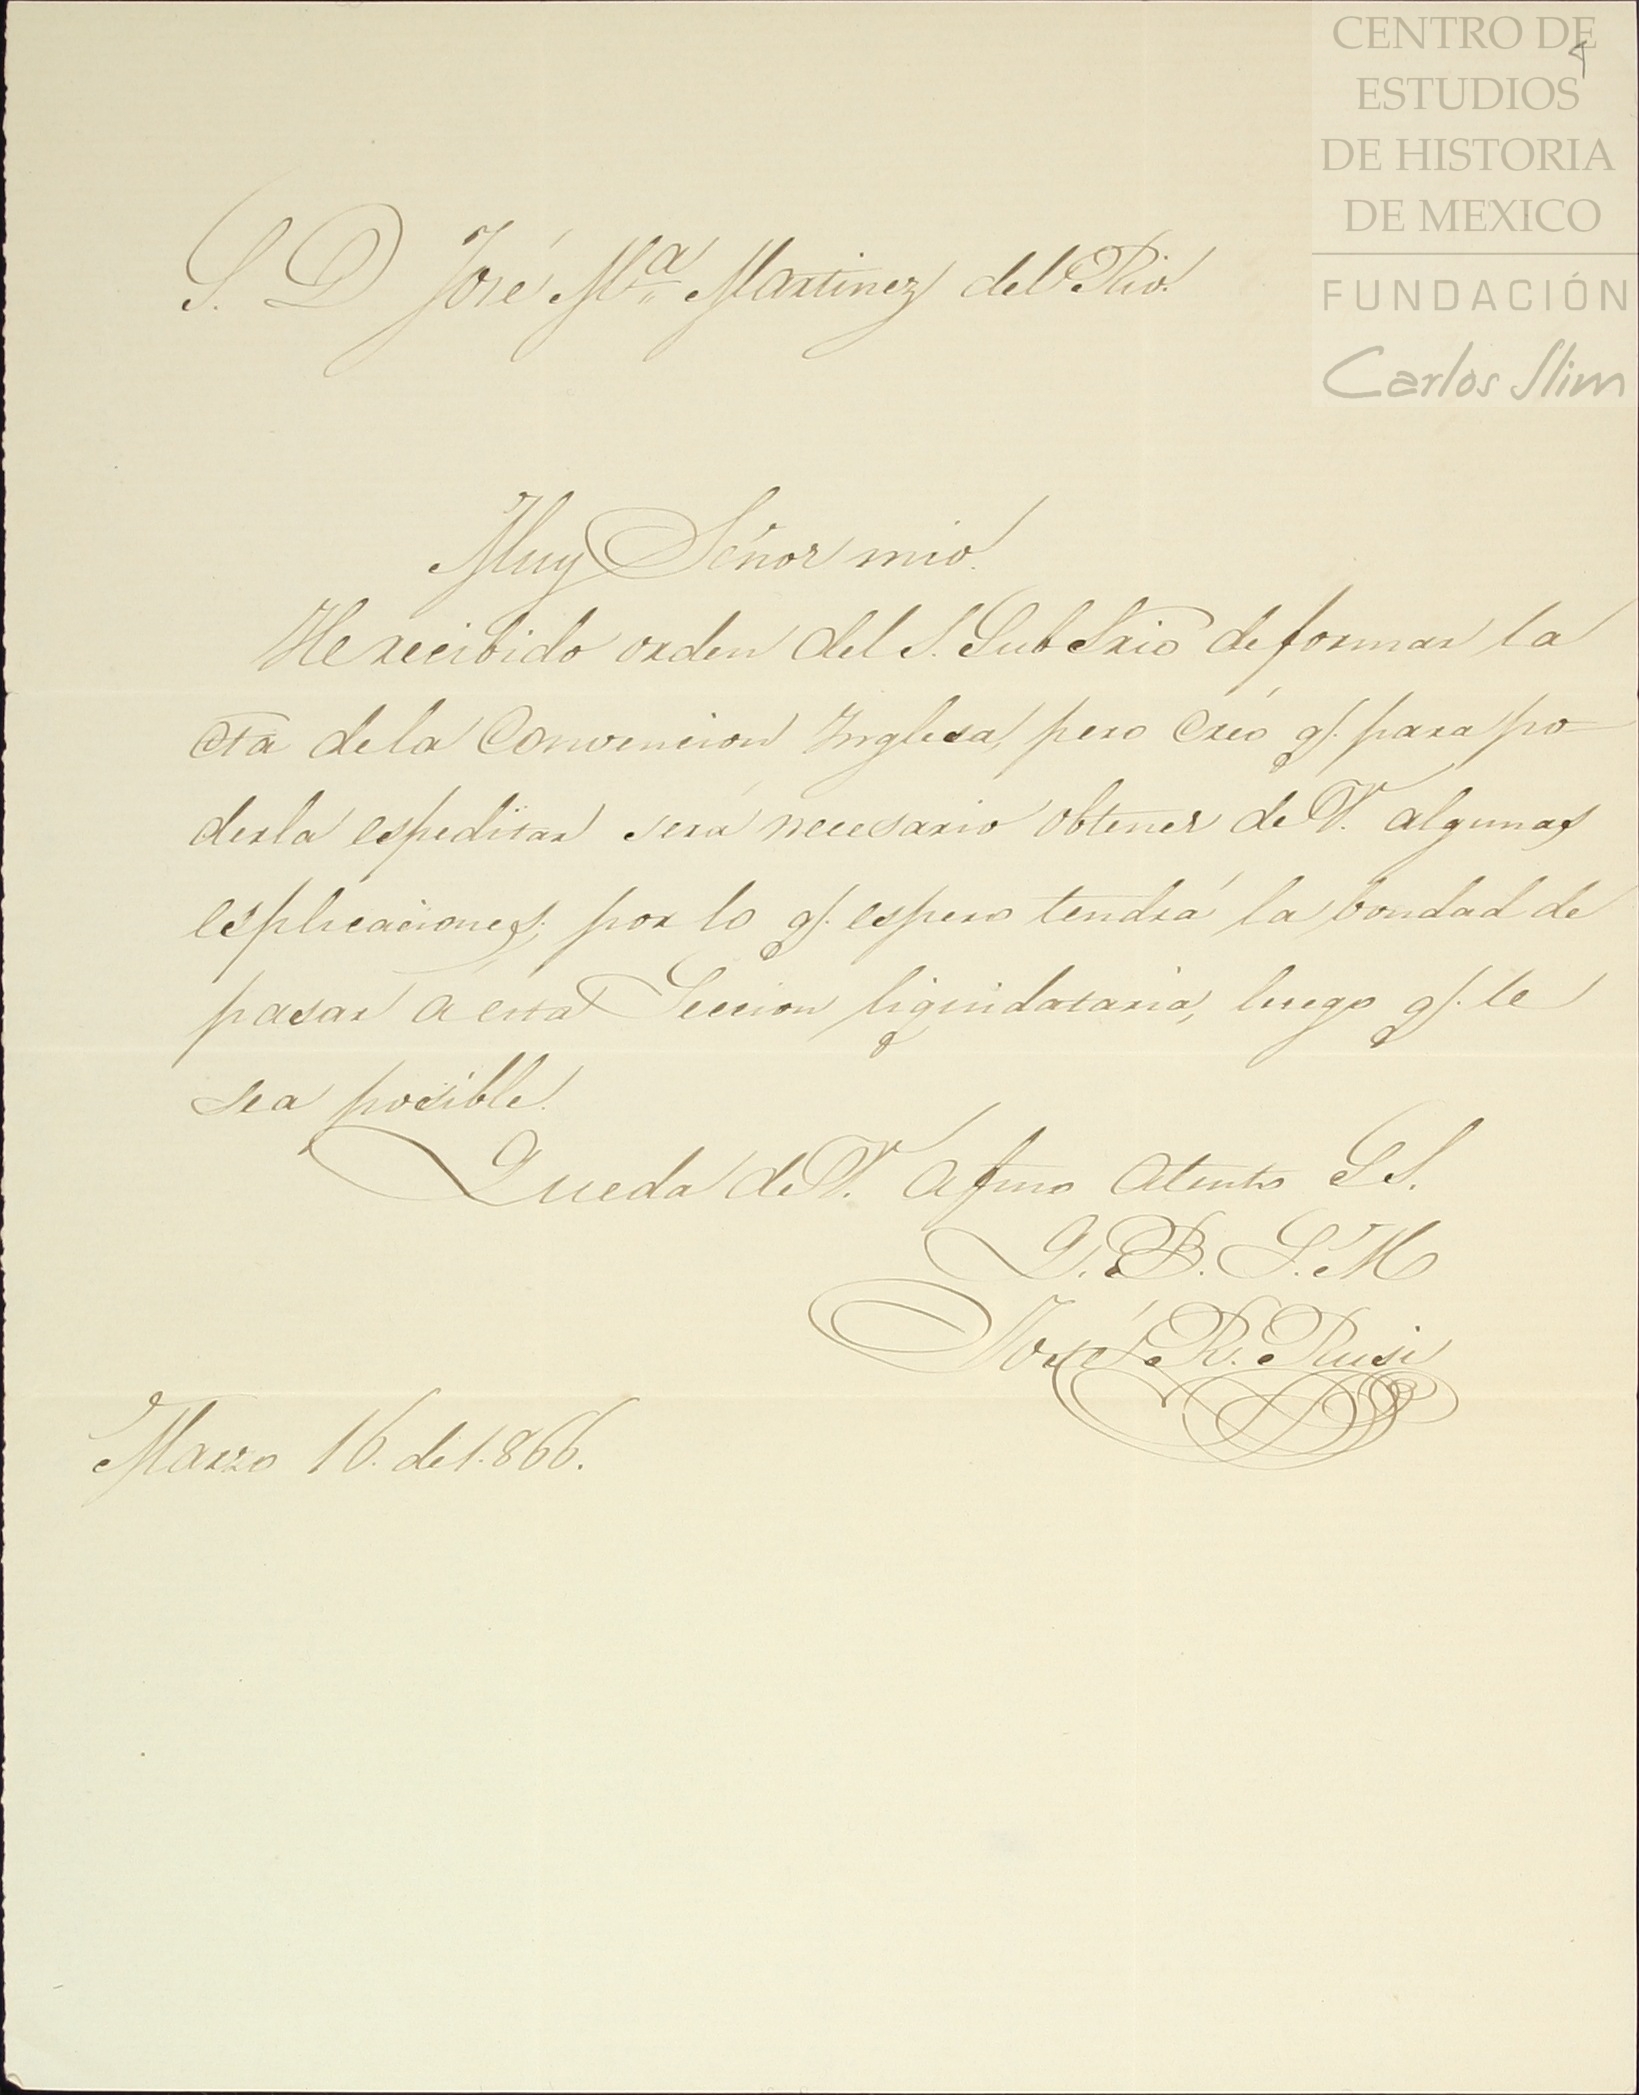 CENTRO DE
ESTUDIOS
DE HISTORIA
DE MEXICO
FUNDACIÓN
Carlos Slim
S. D José Mª Martinez del Rio.
Muy Señor mio.
He recibido orden del S. Sub Srio de formar la
cta de la Convencion Inglesa, pero creo q. para po-
derla espeditar será necesario obtener de V. algunas
esplicaciones, por lo q. espero tendrá la bondad de
pasar á esta Seccion liquidataria, luego q. le
sea posible.
Queda de V. afmo atento S S.
Q. B. S. M
José R.
Marzo 16. de 1.866.